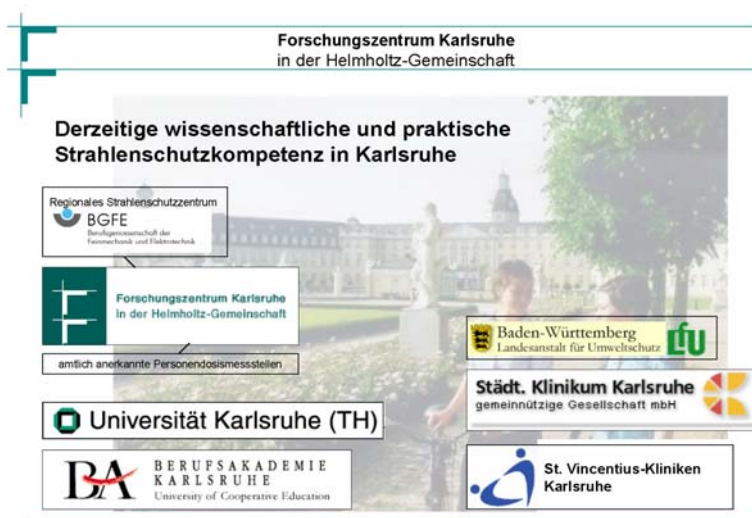 Forschungszentrum Karlsruhe
in der Helmholtz-Gemeinschaft
Derzeitige wissenschaftliche und praktische
Strahlenschutzkompetenz in Karlsruhe
Regionales Strahlenschutzzentrum
BGFE
Berufsgenossenschaft der
Feinmechanik und Elektrotechnik
Forschungszentrum Karlsruhe
in der Helmholtz-Gemeinschaft
amtlich anerkannte Personendosismessstellen
Universität Karlsruhe (TH)
BA
BERUFSAKADEMIE
KARLSRUHE
University of Cooperative Education
Baden-Württemberg
Landesanstalt für Umweltschutz
LfU
Städt. Klinikum Karlsruhe
gemeinnützige Gesellschaft mbH
St. Vincentius-Kliniken
Karlsruhe